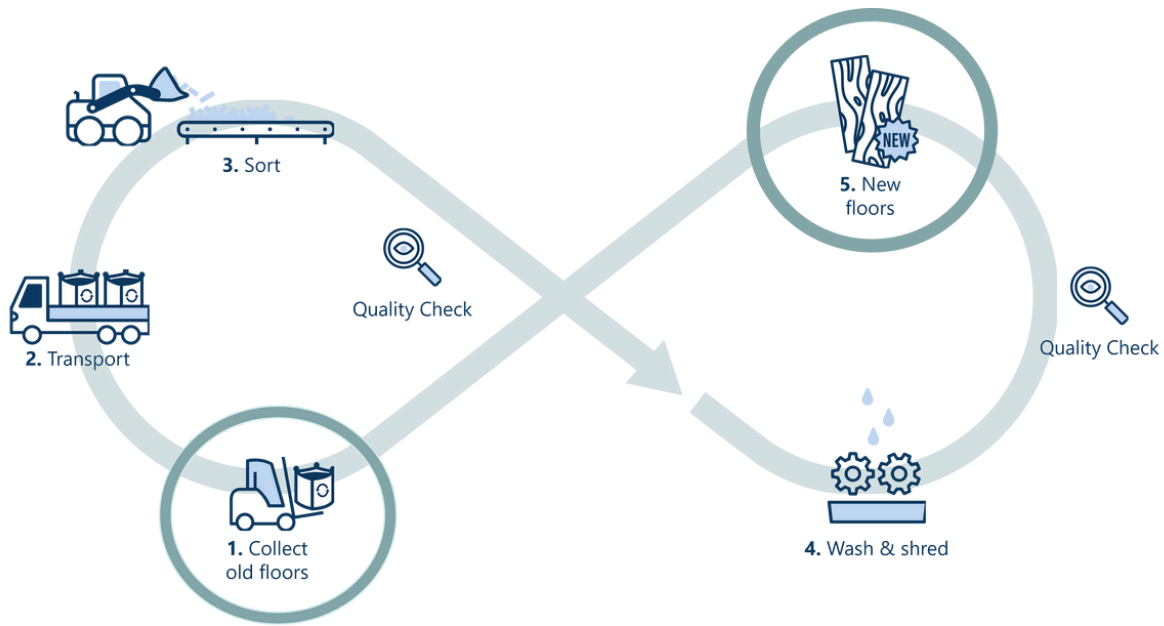 NEW
3. Sort
5. New
floors
Quality Check
Quality Check
2. Transport
1. Collect
old floors
4. Wash & shred